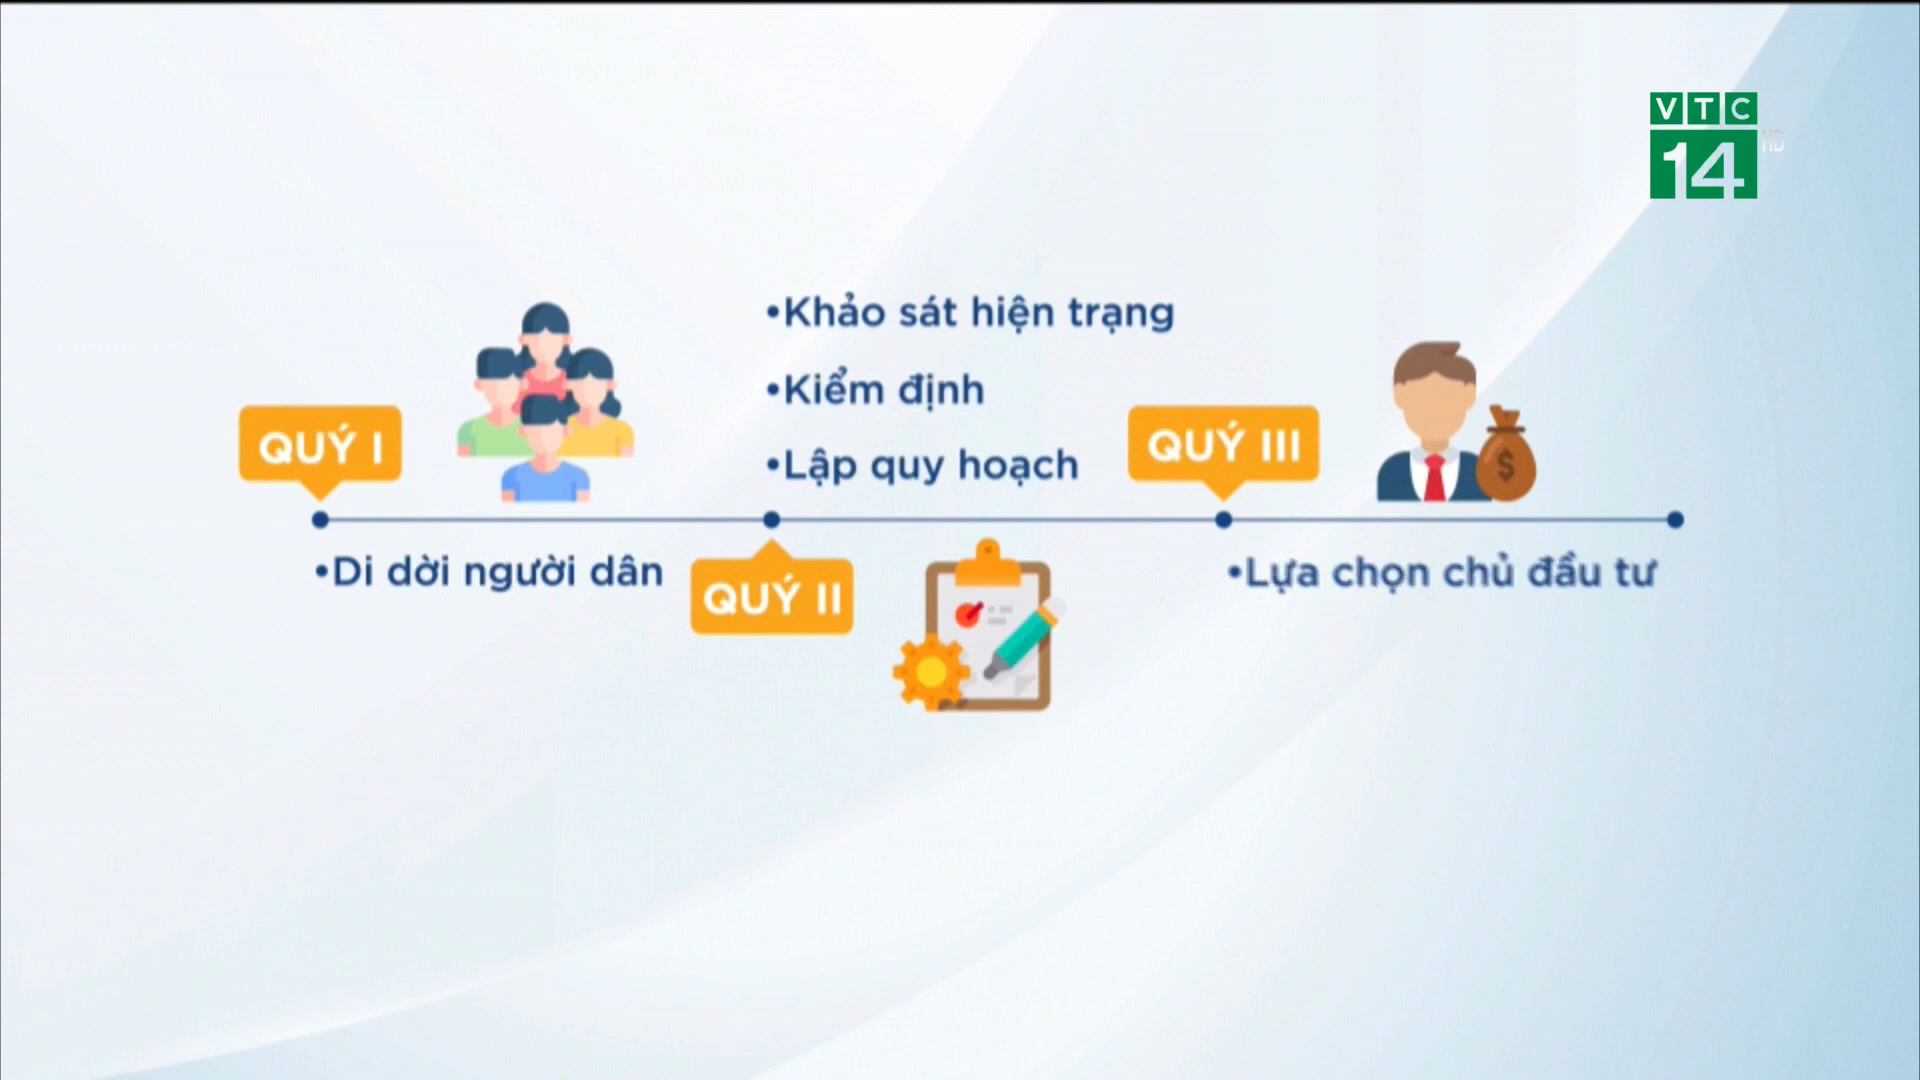 VTC
14
HD
QUÝ I
•Di dời người dân
•Khảo sát hiện trạng
•Kiểm định
•Lập quy hoạch
QUÝ II
QUÝ III
$
•Lựa chọn chủ đầu tư